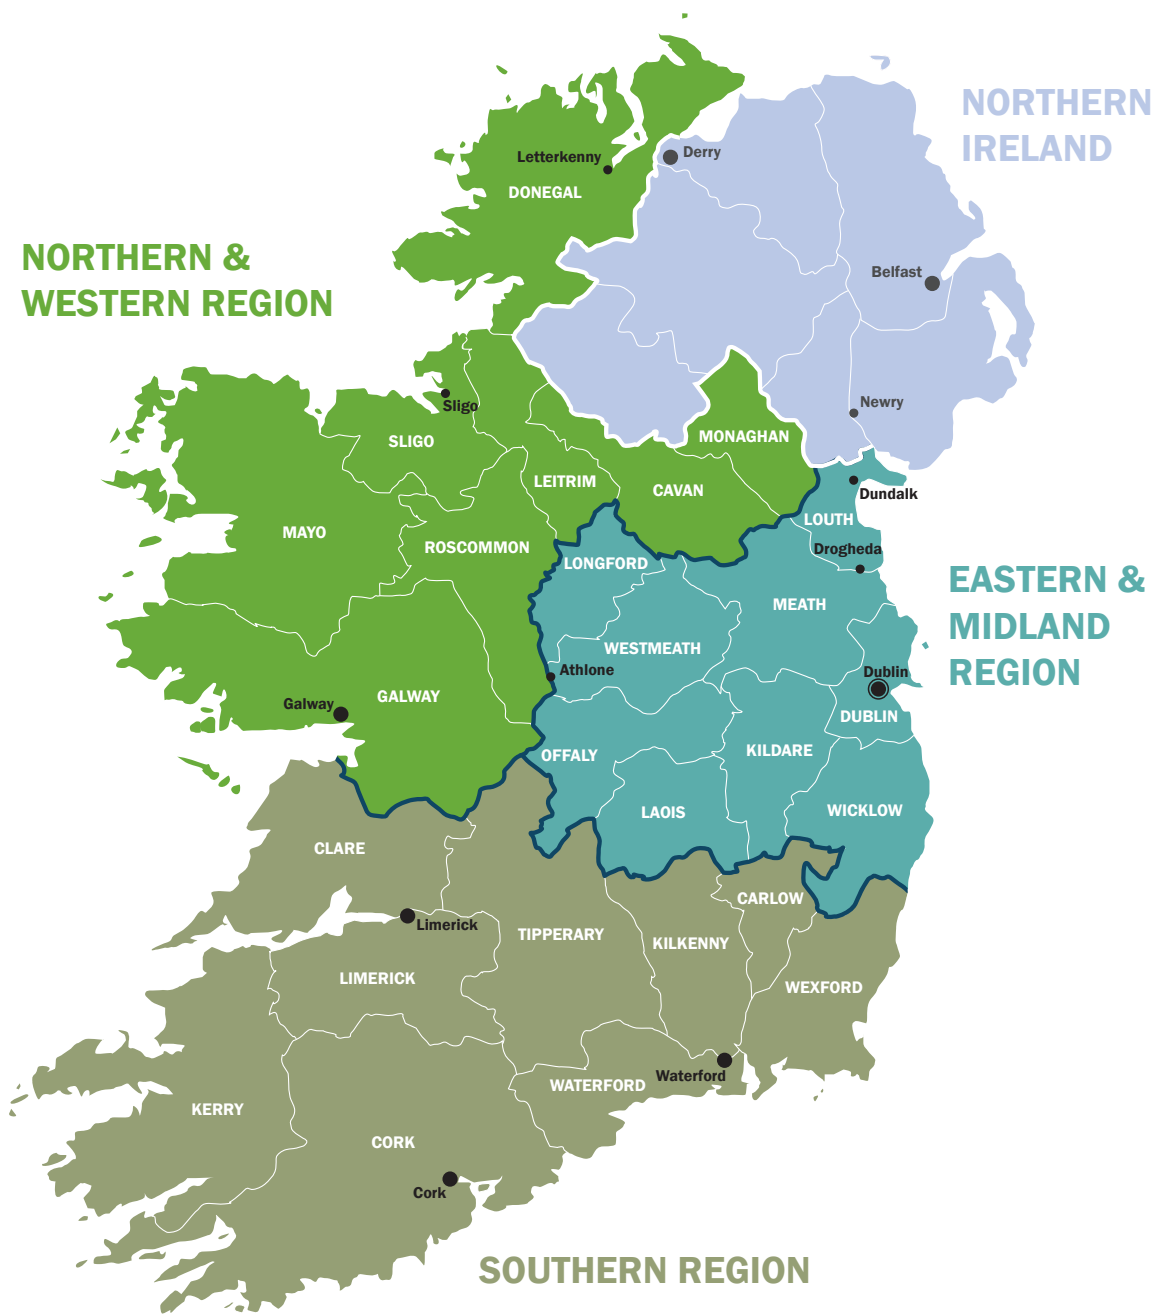 NORTHERN
IRELAND
Derry
Letterkenny
DONEGAL
NORTHERN &
WESTERN REGION
Belfast
Sligo
Newry
SLIGO
MONAGHAN
LEITRIM
CAVAN
Dundalk
LOUTH
MAYO
ROSCOMMON
Drogheda
LONGFORD
EASTERN &
MIDLAND
REGION
MEATH
WESTMEATH
Athlone
Dublin
GALWAY
Galway
DUBLIN
OFFALY
KILDARE
LAOIS
WICKLOW
CLARE
CARLOW
Limerick
TIPPERARY
KILKENNY
LIMERICK
WEXFORD
Waterford
WATERFORD
KERRY
CORK
Cork
SOUTHERN REGION